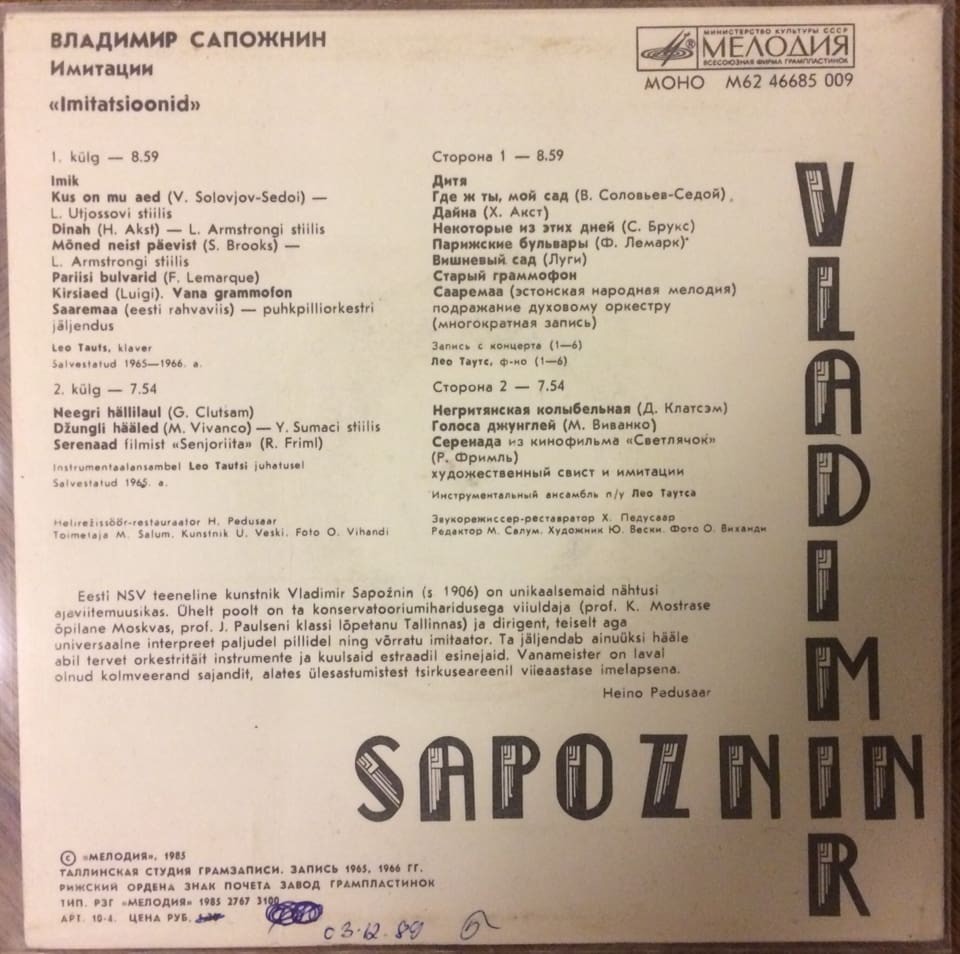 ВЛАДИМИР САПОЖНИН
Имитации
«Imitatsioonid»
МИНИСТЕРСТВО КУЛЬТУРЫ СССР
МЕЛОДИЯ
ВСЕСОЮЗНАЯ ФИРМА ГРАМПЛАСТИНОК
МОНО М62 46685 009
1. külg — 8.59
Imik
Kus on mu aed (V. Solovjov-Sedoi) —
L. Utjossovi stiilis
Dinah (H. Akst) — L. Armstrongi stiilis
Mõned neist päevist (S. Brooks) —
L. Armstrongi stiilis
Pariisi bulvarid (F. Lemarque)
Kirsiaed (Luigi). Vana grammofon
Saaremaa (eesti rahvaviis) — puhkpilliorkestri
jäljendus
Leo Tauts, klaver
Salvestatud 1965—1966. a.
2. külg — 7.54
Neegri hällilaul (G. Clutsam)
Džungli hääled (M. Vivanco) — Y. Sumaci stiilis
Serenaad filmist «Senjoriita» (R. Friml)
Instrumentaalansambel Leo Tautsi juhatusel
Salvestatud 1965. a.
Helirežissöör-restauraator H. Pedusaar
Toimetaja M. Salum. Kunstnik Ü. Veski. Foto O. Vihandi
Сторона 1 — 8.59
Дитя
Где ж ты, мой сад (В. Соловьев-Седой)
Дайна (Х. Акст)
Некоторые из этих дней (С. Брукс)
Парижские бульвары (Ф. Лемарк)
Вишневый сад (Луги)
Старый граммофон
Сааремаа (эстонская народная мелодия)
подражание духовому оркестру
(многократная запись)
Запись с концерта (1—6)
Лео Таутс, ф-но (1—6)
Сторона 2 — 7.54
Негритянская колыбельная (Д. Клатсэм)
Голоса джунглей (М. Виванко)
Серенада из кинофильма «Светлячок»
(Р. Фримль)
художественный свист и имитации
Инструментальный ансамбль п/у Лео Таутса
Звукорежиссер-реставратор Х. Педусаар
Редактор М. Салум. Художник Ю. Вески. Фото О. Виханди
Eesti NSV teeneline kunstnik Vladimir Sapožnin (s 1906) on unikaalsemaid nähtusi
ajaviitemuusikas. Ühelt poolt on ta konservatooriumiharidusega viiuldaja (prof. K. Mostrase
õpilane Moskvas, prof. J. Paulseni klassi lõpetanu Tallinnas) ja dirigent, teiselt aga
universaalne interpreet paljudel pillidel ning võrratu imitaator. Ta jäljendab ainuüksi hääle
abil tervet orkestritäit instrumente ja kuulsaid estraadil esinejaid. Vanameister on laval
olnud kolmveerand sajandit, alates ülesastumistest tsirkuseareenil viieaastase imelapsena.
Heino Pedusaar
VLADIMIR
SAPOZNIN
© «МЕЛОДИЯ», 1985
ТАЛЛИНСКАЯ СТУДИЯ ГРАМЗАПИСИ. ЗАПИСЬ 1965, 1966 ГГ.
РИЖСКИЙ ОРДЕНА ЗНАК ПОЧЕТА ЗАВОД ГРАМПЛАСТИНОК
ТИП. РЗГ «МЕЛОДИЯ» 1985 2767 3100
АРТ. 10-4. ЦЕНА РУБ.
03.12.89